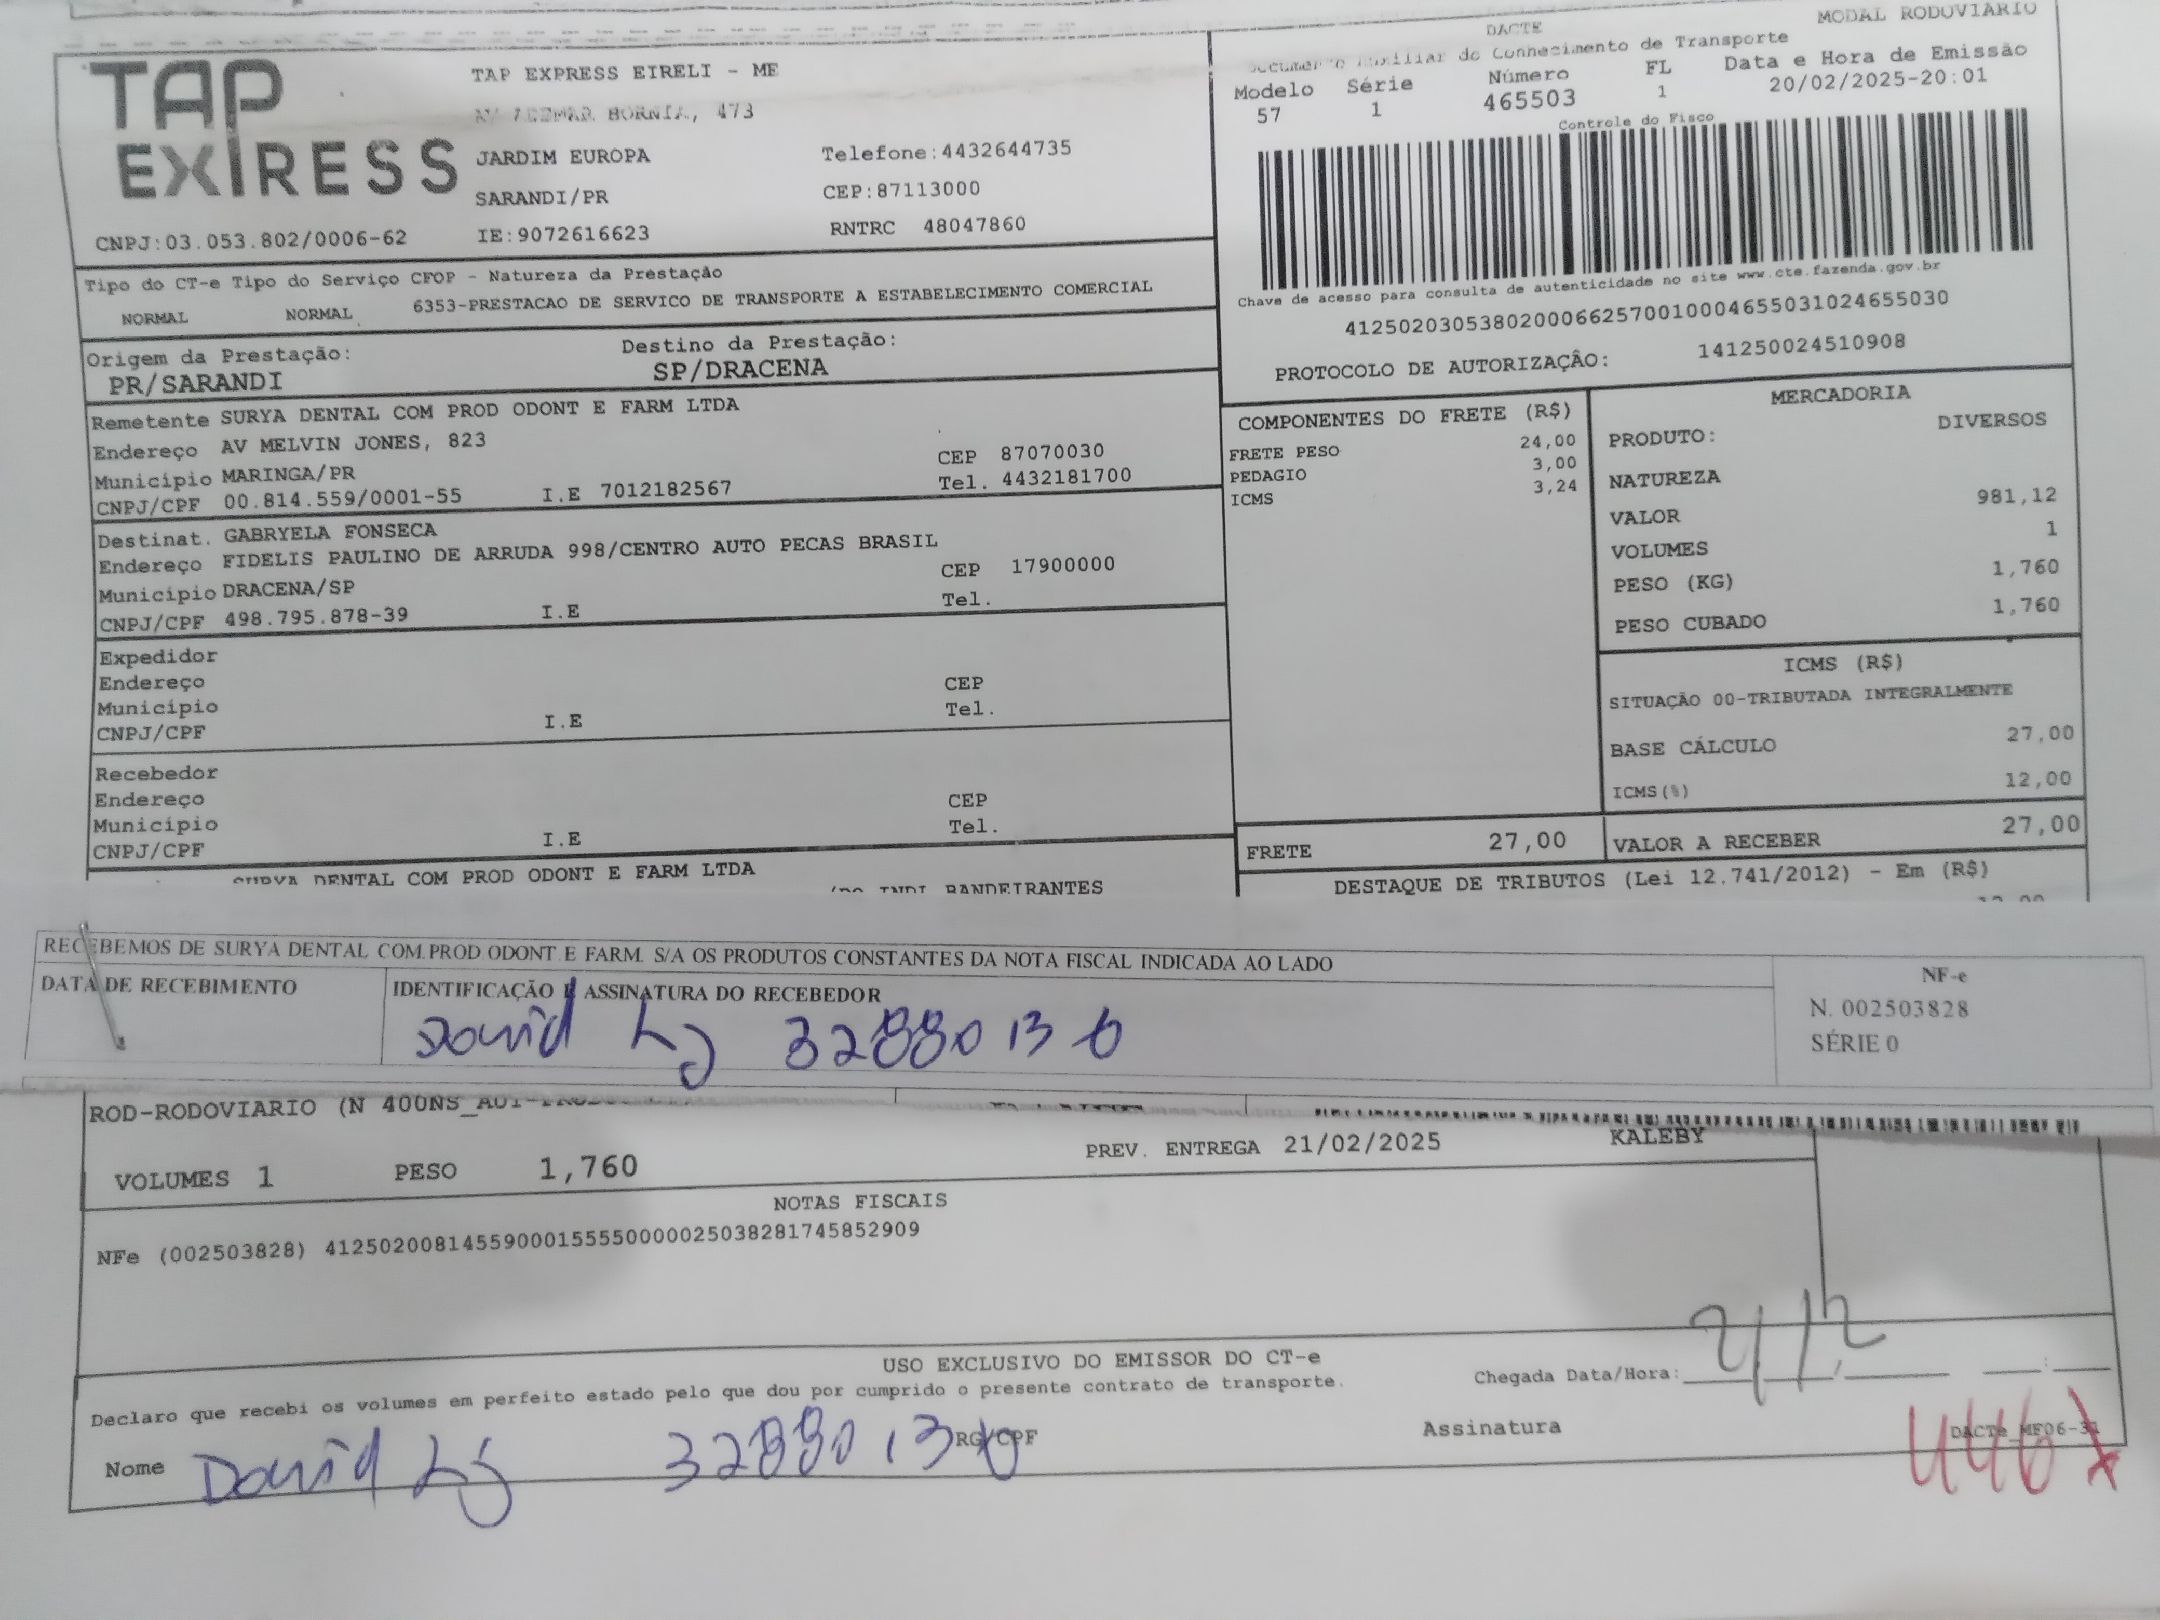 DACTE
MODAL RODOVIARIO
TAP EXPRESS
TAP EXPRESS EIRELI - ME
BORNIA, 473
JARDIM EUROPA Telefone:4432644735
SARANDI/PR CEP:87113000
CNPJ:03.053.802/0006-62 IE:9072616623 RNTRC 48047860
Documento Auxiliar do Conhecimento de Transporte
Modelo Série Número FL Data e Hora de Emissão
57 1 465503 1 20/02/2025-20:01
Controle do Fisco
Chave de acesso para consulta de autenticidade no site www.cte.fazenda.gov.br
41250203053802000662570010004655031024655030
PROTOCOLO DE AUTORIZAÇÃO: 141250024510908
Tipo do CT-e Tipo do Serviço CFOP - Natureza da Prestação
NORMAL NORMAL 6353-PRESTACAO DE SERVICO DE TRANSPORTE A ESTABELECIMENTO COMERCIAL
Origem da Prestação: Destino da Prestação:
PR/SARANDI SP/DRACENA
Remetente SURYA DENTAL COM PROD ODONT E FARM LTDA
Endereço AV MELVIN JONES, 823 CEP 87070030
Município MARINGA/PR Tel. 4432181700
CNPJ/CPF 00.814.559/0001-55 I.E 7012182567
Destinat. GABRYELA FONSECA
Endereço FIDELIS PAULINO DE ARRUDA 998/CENTRO AUTO PECAS BRASIL
Município DRACENA/SP CEP 17900000
CNPJ/CPF 498.795.878-39 I.E Tel.
Expedidor
Endereço CEP
Município Tel.
CNPJ/CPF I.E
Recebedor
Endereço CEP
Município Tel.
CNPJ/CPF I.E
SURYA DENTAL COM PROD ODONT E FARM LTDA
BANDEIRANTES
COMPONENTES DO FRETE (R$)
FRETE PESO 24,00
PEDAGIO 3,00
ICMS 3,24
MERCADORIA
PRODUTO: DIVERSOS
NATUREZA
VALOR 981,12
VOLUMES 1
PESO (KG) 1,760
PESO CUBADO 1,760
ICMS (R$)
SITUAÇÃO 00-TRIBUTADA INTEGRALMENTE
BASE CÁLCULO 27,00
ICMS(%) 12,00
FRETE 27,00 VALOR A RECEBER 27,00
DESTAQUE DE TRIBUTOS (Lei 12.741/2012) - Em (R$)
RECEBEMOS DE SURYA DENTAL COM.PROD ODONT.E FARM. S/A OS PRODUTOS CONSTANTES DA NOTA FISCAL INDICADA AO LADO
DATA DE RECEBIMENTO IDENTIFICAÇÃO E ASSINATURA DO RECEBEDOR
David
NF-e
N. 002503828
SÉRIE 0
ROD-RODOVIARIO (N
VOLUMES 1 PESO 1,760 PREV. ENTREGA 21/02/2025 KALEBY
NOTAS FISCAIS
NFe (002503828) 41250200814559000155550000025038281745852909
USO EXCLUSIVO DO EMISSOR DO CT-e
Declaro que recebi os volumes em perfeito estado pelo que dou por cumprido o presente contrato de transporte.
Chegada Data/Hora: 21/2
Nome David RG/CPF Assinatura